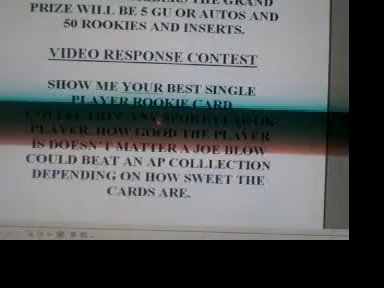 PRIZE WILL BE 5 GU OR AUTOS AND
50 ROOKIES AND INSERTS.
VIDEO RESPONSE CONTEST
SHOW ME YOUR BEST SINGLE
PLAYER ROOKIE CARD
COLLECTION. ANY SPORT
PLAYER. HOW GOOD THE PLAYER
IS DOESN'T MATTER A JOE BLOW
COULD BEAT AN AP COLLLECTION
DEPENDING ON HOW SWEET THE
CARDS ARE.